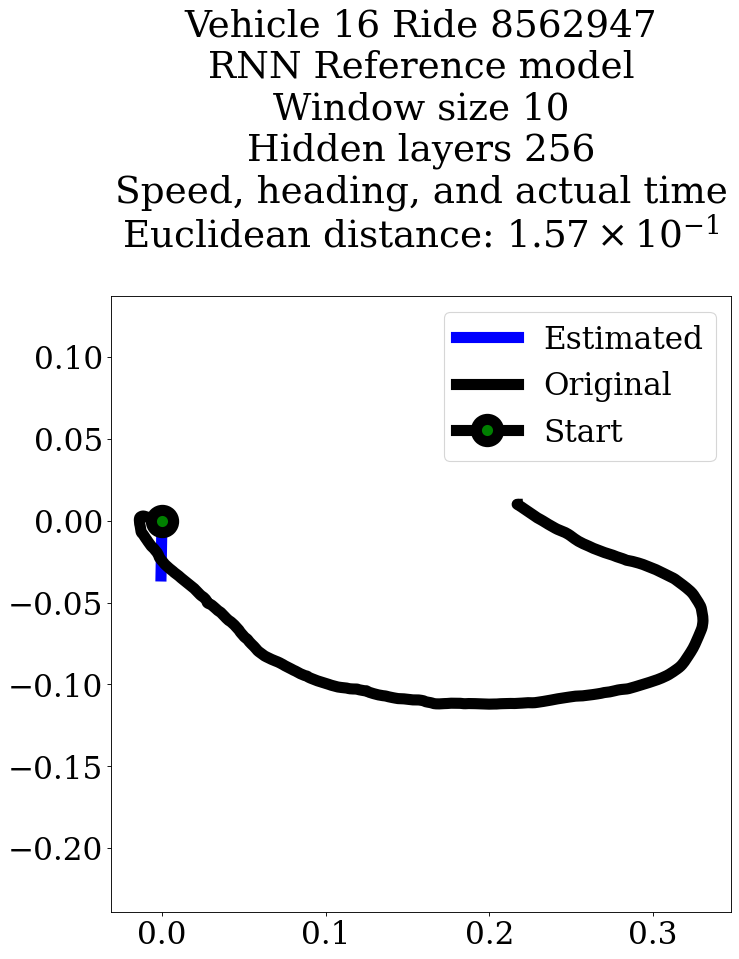 Vehicle 16 Ride 8562947
RNN Reference model
Window size 10
Hidden layers 256
Speed, heading, and actual time
Euclidean distance: 1.57 × 10⁻¹
Estimated
Original
Start
0.10
0.05
0.00
−0.05
−0.10
−0.15
−0.20
0.0 0.1 0.2 0.3